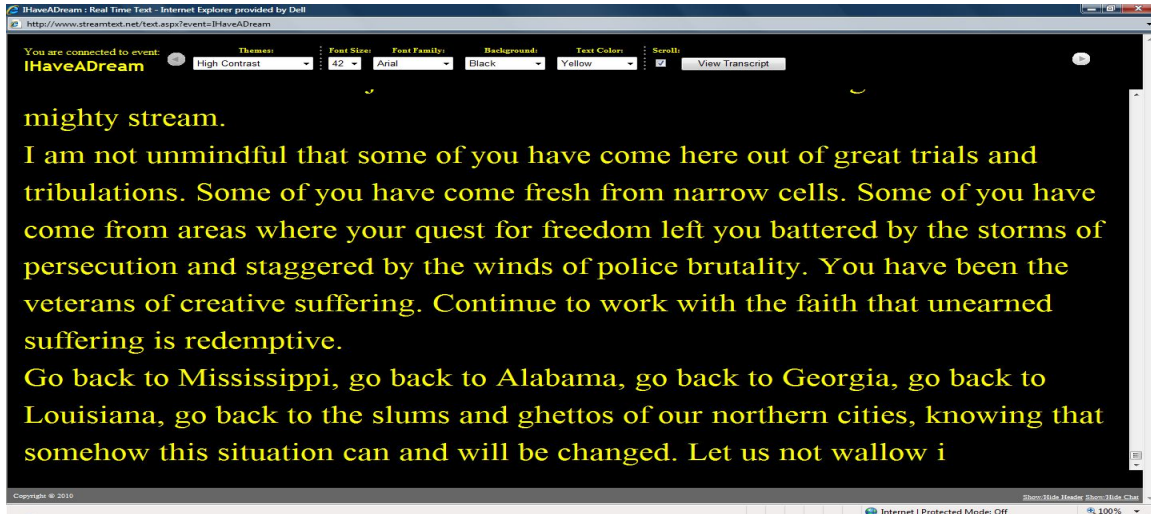 IHaveADream : Real Time Text - Internet Explorer provided by Dell
http://www.streamtext.net/text.aspx?event=IHaveADream
You are connected to event:
IHaveADream
Themes: Font Size: Font Family: Background: Text Color: Scroll:
High Contrast 42 Arial Black Yellow View Transcript
mighty stream.
I am not unmindful that some of you have come here out of great trials and
tribulations. Some of you have come fresh from narrow cells. Some of you have
come from areas where your quest for freedom left you battered by the storms of
persecution and staggered by the winds of police brutality. You have been the
veterans of creative suffering. Continue to work with the faith that unearned
suffering is redemptive.
Go back to Mississippi, go back to Alabama, go back to Georgia, go back to
Louisiana, go back to the slums and ghettos of our northern cities, knowing that
somehow this situation can and will be changed. Let us not wallow i
Copyright © 2010 Show/Hide Header Show/Hide Chat
Internet | Protected Mode: Off 100%